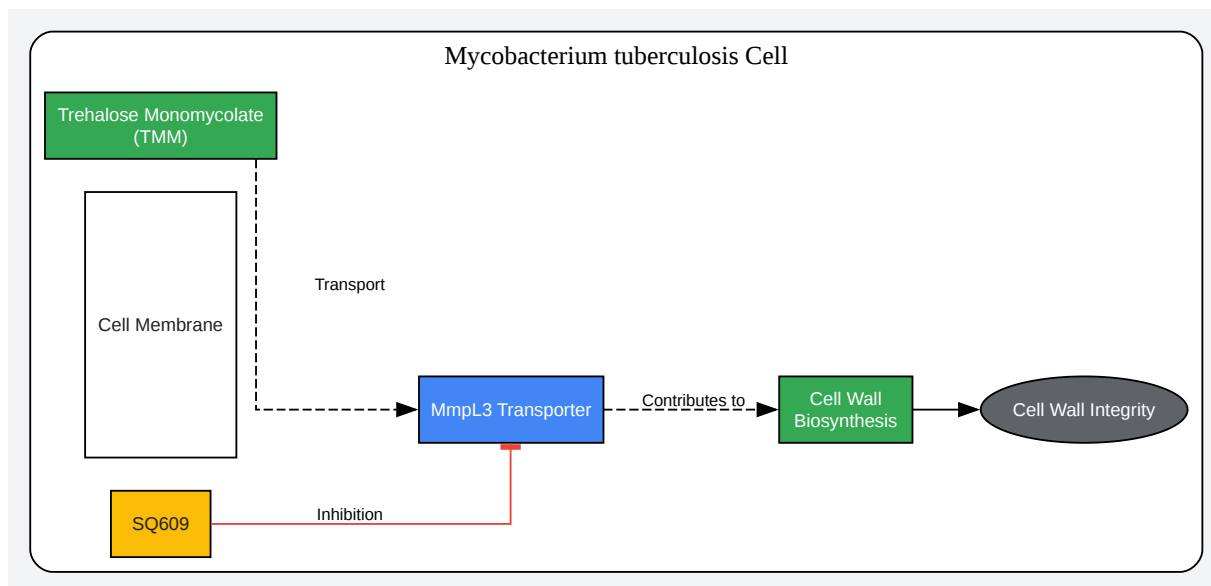 Mycobacterium tuberculosis Cell
Trehalose Monomycolate
(TMM)
Transport
Cell Membrane
MmpL3 Transporter
Contributes to
Cell Wall
Biosynthesis
Cell Wall Integrity
SQ609
Inhibition